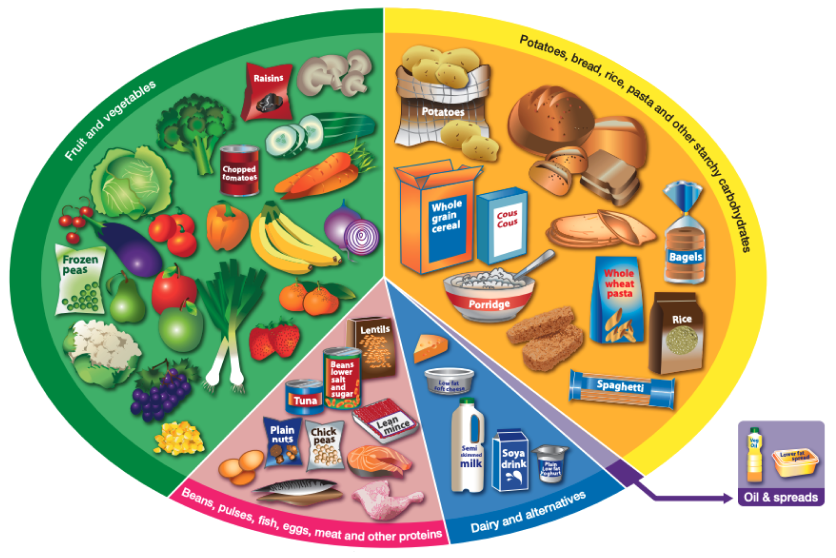 Fruit and vegetables
Raisins
Chopped
tomatoes
Frozen
peas
Potatoes, bread, rice, pasta and other starchy carbohydrates
Potatoes
Whole
grain
cereal
Cous
Cous
Porridge
Bagels
Whole
wheat
pasta
Rice
Spaghetti
Lentils
Beans
lower
salt
and
sugar
Tuna
Lean
mince
Plain
nuts
Chick
peas
Beans, pulses, fish, eggs, meat and other proteins
Low fat
soft cheese
Semi
skimmed
milk
Soya
drink
Plain
Low fat
Yoghurt
Dairy and alternatives
Veg
Oil
Lower fat
spread
Oil & spreads